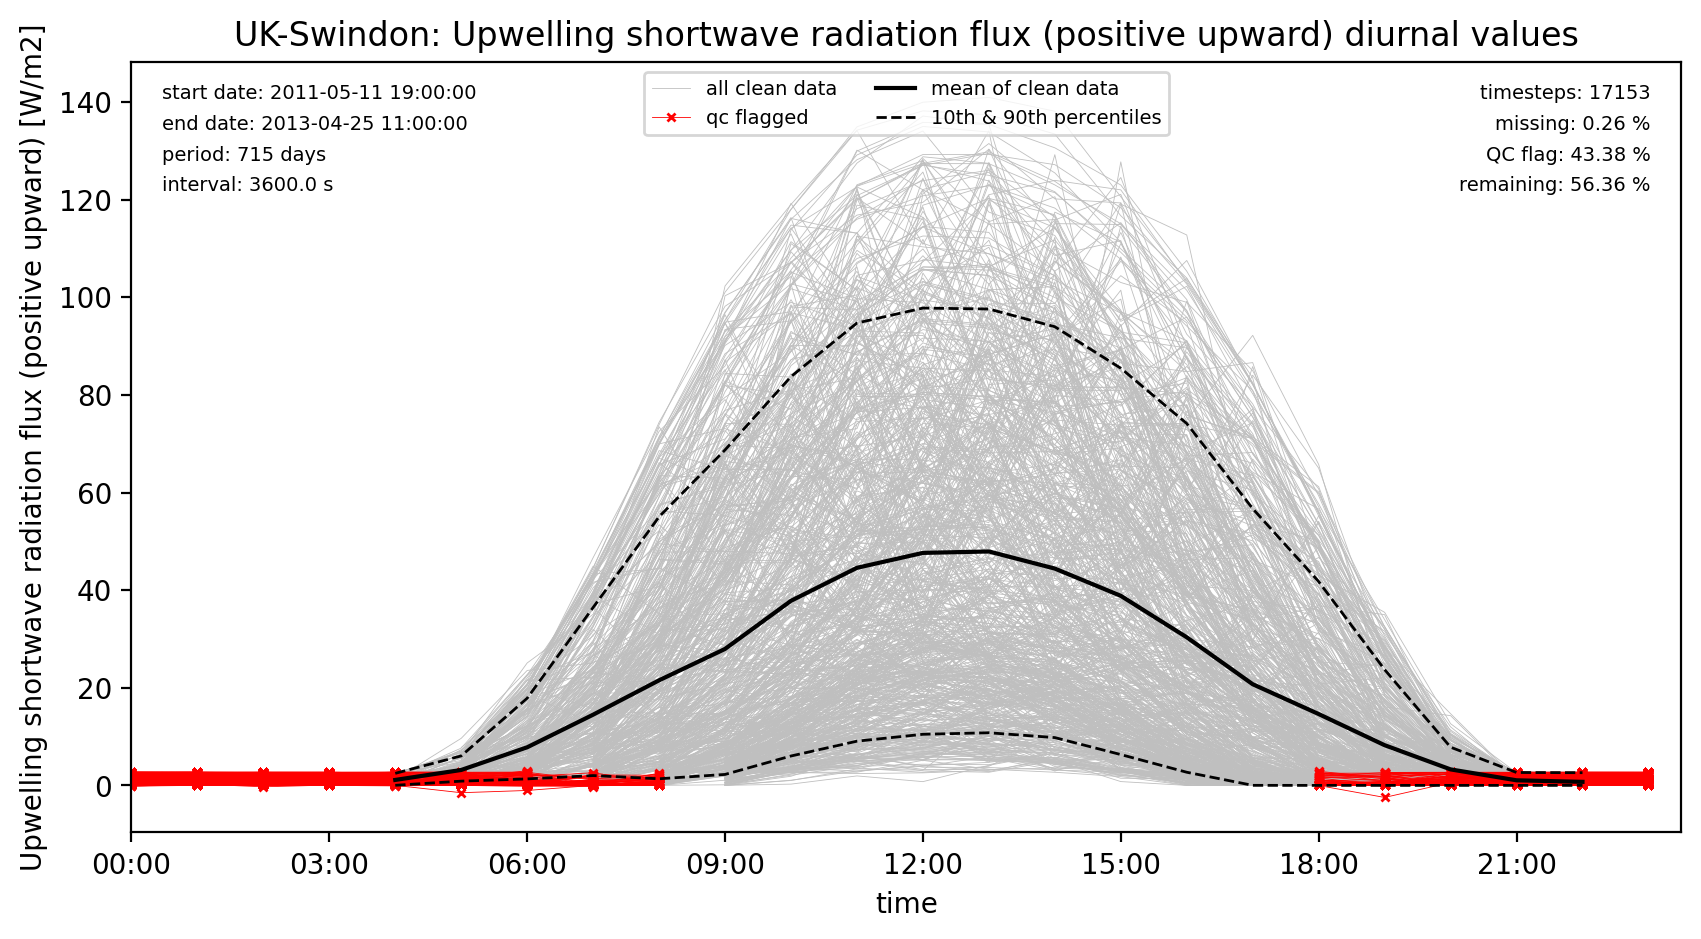 UK-Swindon: Upwelling shortwave radiation flux (positive upward) diurnal values
Upwelling shortwave radiation flux (positive upward) [W/m2]
start date: 2011-05-11 19:00:00
end date: 2013-04-25 11:00:00
period: 715 days
interval: 3600.0 s
all clean data
qc flagged
mean of clean data
10th & 90th percentiles
timesteps: 17153
missing: 0.26 %
QC flag: 43.38 %
remaining: 56.36 %
140
120
100
80
60
40
20
0
00:00 03:00 06:00 09:00 12:00 15:00 18:00 21:00
time